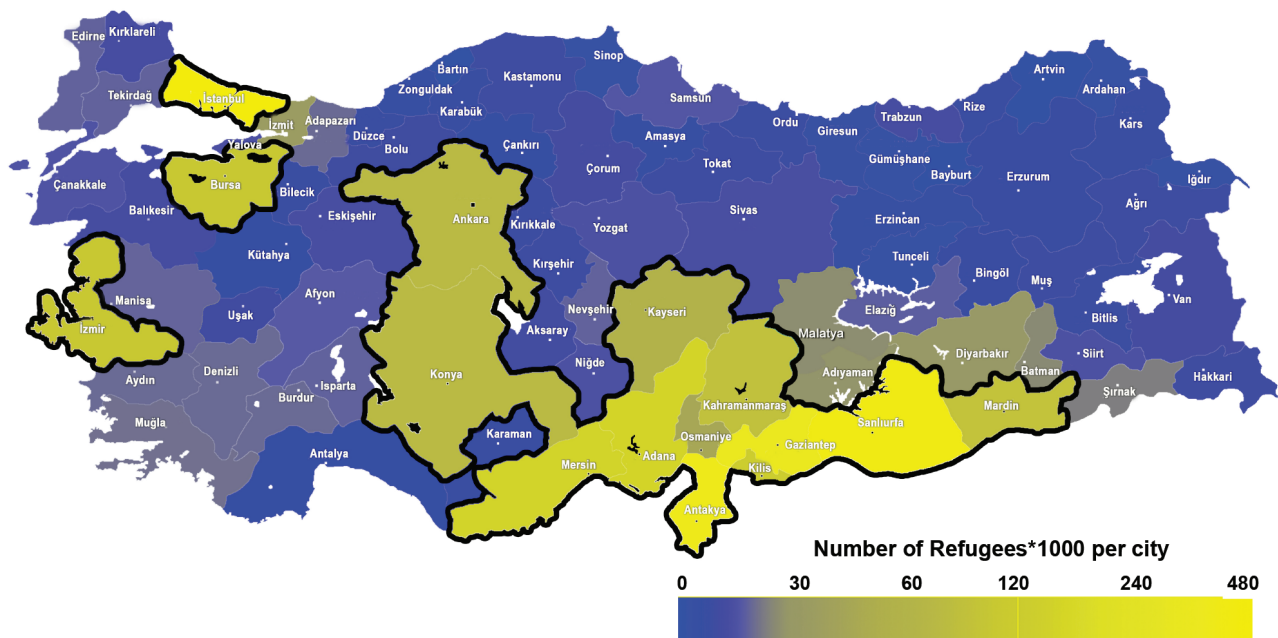 Edirne
Kırklareli
Tekirdağ
İstanbul
İzmit
Adapazarı
Yalova
Düzce
Bolu
Zonguldak
Bartın
Karabük
Kastamonu
Sinop
Samsun
Ordu
Giresun
Trabzun
Rize
Artvin
Ardahan
Kars
Iğdır
Çankırı
Çorum
Amasya
Tokat
Gümüşhane
Bayburt
Erzurum
Ağrı
Çanakkale
Balıkesir
Bursa
Bilecik
Eskişehir
Kütahya
Ankara
Kırıkkale
Kırşehir
Yozgat
Sivas
Erzincan
Tunceli
Bingöl
Muş
Van
Bitlis
İzmir
Manisa
Uşak
Afyon
Aksaray
Nevşehir
Niğde
Kayseri
Malatya
Elazığ
Diyarbakır
Batman
Siirt
Şırnak
Hakkari
Aydın
Denizli
Isparta
Burdur
Muğla
Antalya
Konya
Karaman
Mersin
Adana
Osmaniye
Kahramanmaraş
Adıyaman
Gaziantep
Kilis
Antakya
Sanlıurfa
Mardin
Number of Refugees*1000 per city
0 30 60 120 240 480